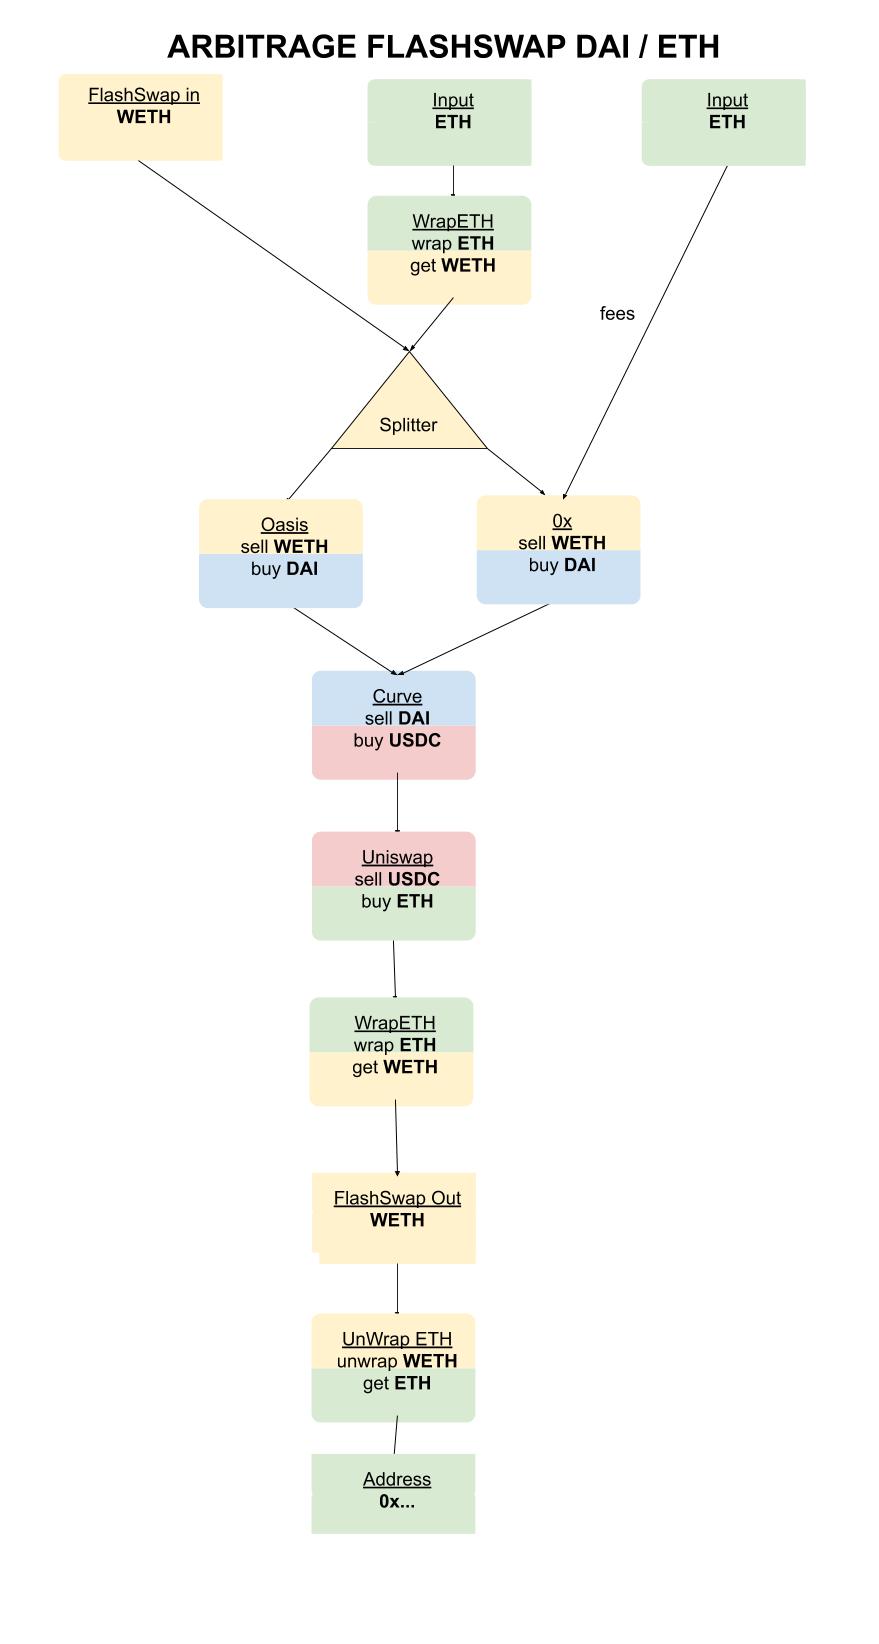 ARBITRAGE FLASHSWAP DAI / ETH
FlashSwap in
WETH
Input
ETH
Input
ETH
WrapETH
wrap ETH
get WETH
fees
Splitter
Oasis
sell WETH
buy DAI
0x
sell WETH
buy DAI
Curve
sell DAI
buy USDC
Uniswap
sell USDC
buy ETH
WrapETH
wrap ETH
get WETH
FlashSwap Out
WETH
UnWrap ETH
unwrap WETH
get ETH
Address
0x...